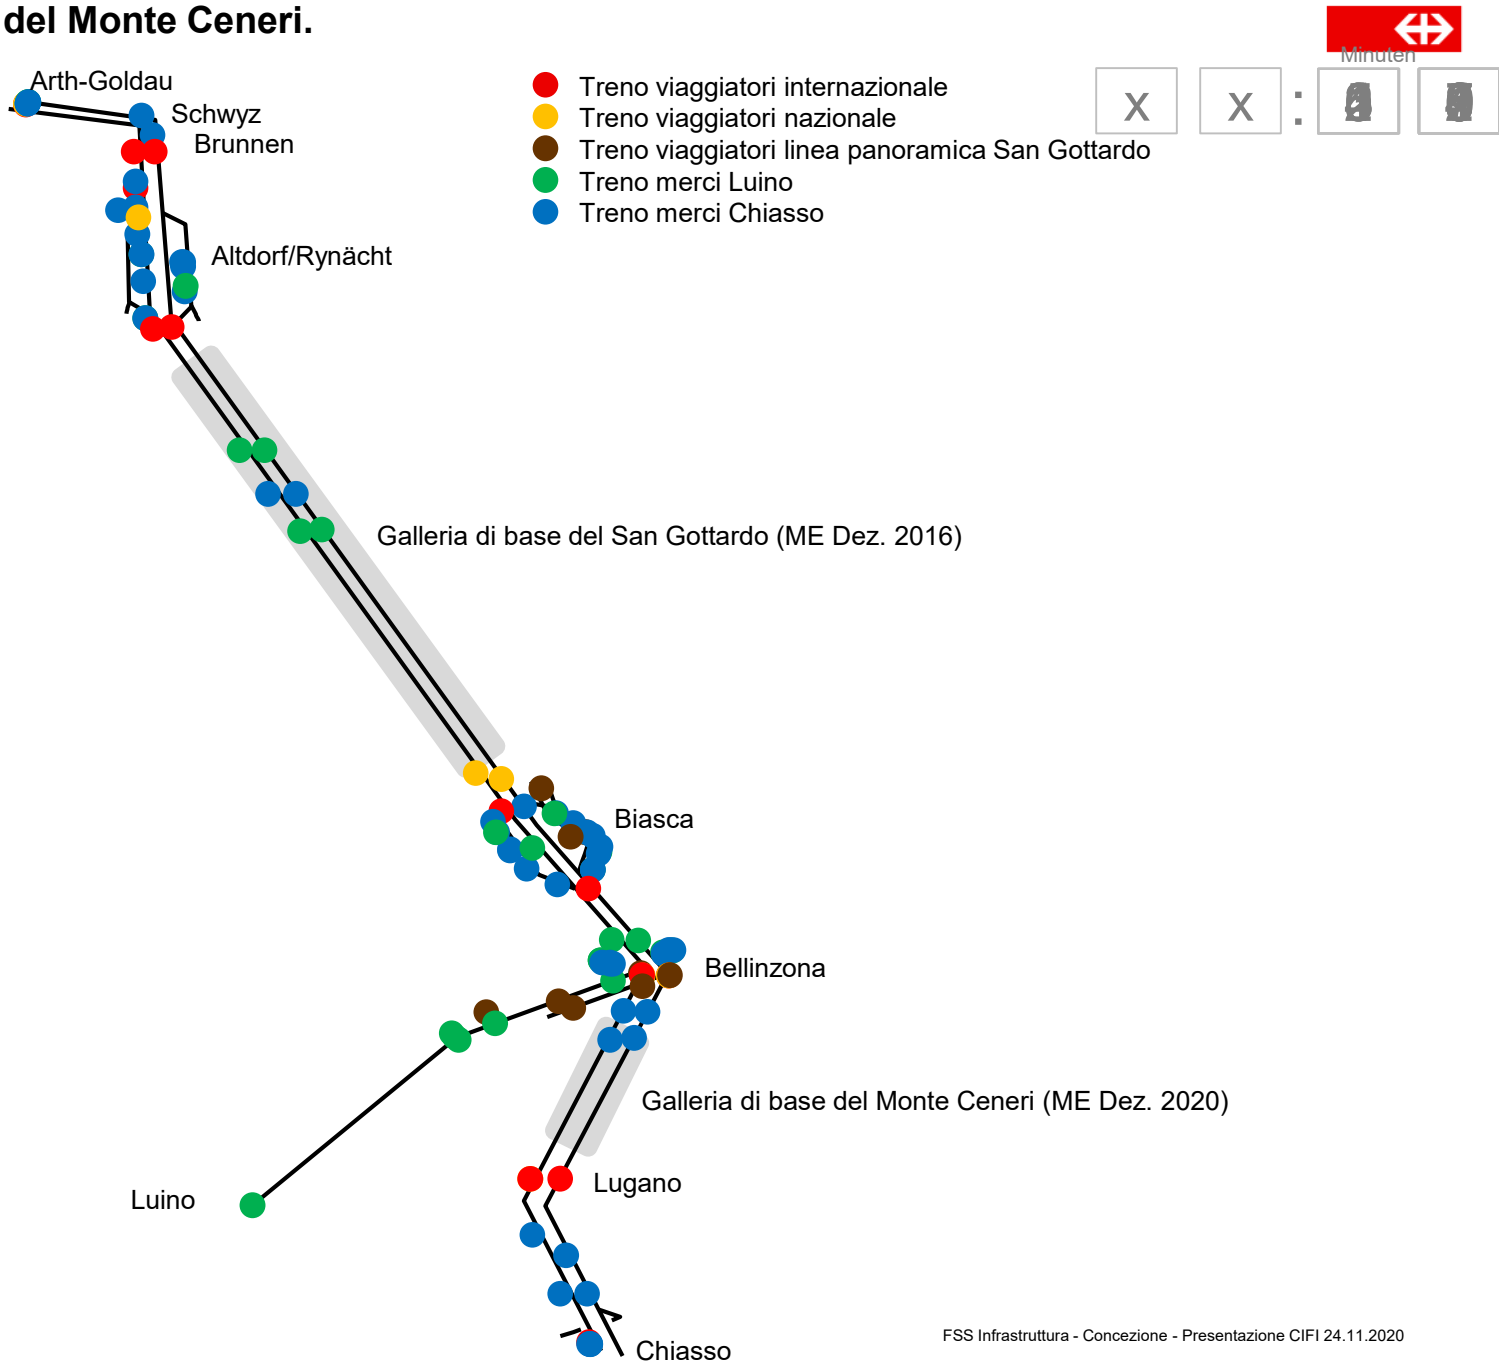 del Monte Ceneri.
Minuten
x x :
Arth-Goldau
Schwyz
Brunnen
Treno viaggiatori internazionale
Treno viaggiatori nazionale
Treno viaggiatori linea panoramica San Gottardo
Treno merci Luino
Treno merci Chiasso
Altdorf/Rynächt
Galleria di base del San Gottardo (ME Dez. 2016)
Biasca
Bellinzona
Galleria di base del Monte Ceneri (ME Dez. 2020)
Lugano
Luino
FSS Infrastruttura - Concezione - Presentazione CIFI 24.11.2020
Chiasso